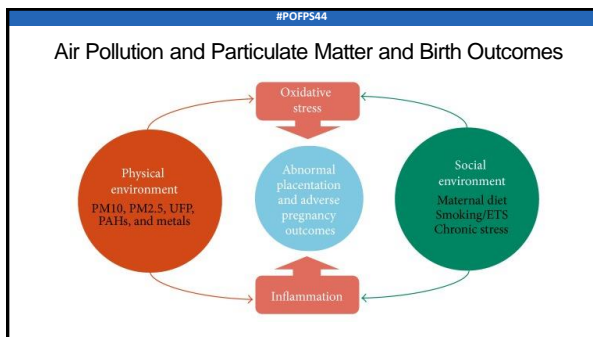 #POFPS44
Air Pollution and Particulate Matter and Birth Outcomes
Oxidative
stress
Physical
environment
PM10, PM2.5, UFP,
PAHs, and metals
Abnormal
placentation
and adverse
pregnancy
outcomes
Social
environment
Maternal diet
Smoking/ETS
Chronic stress
Inflammation